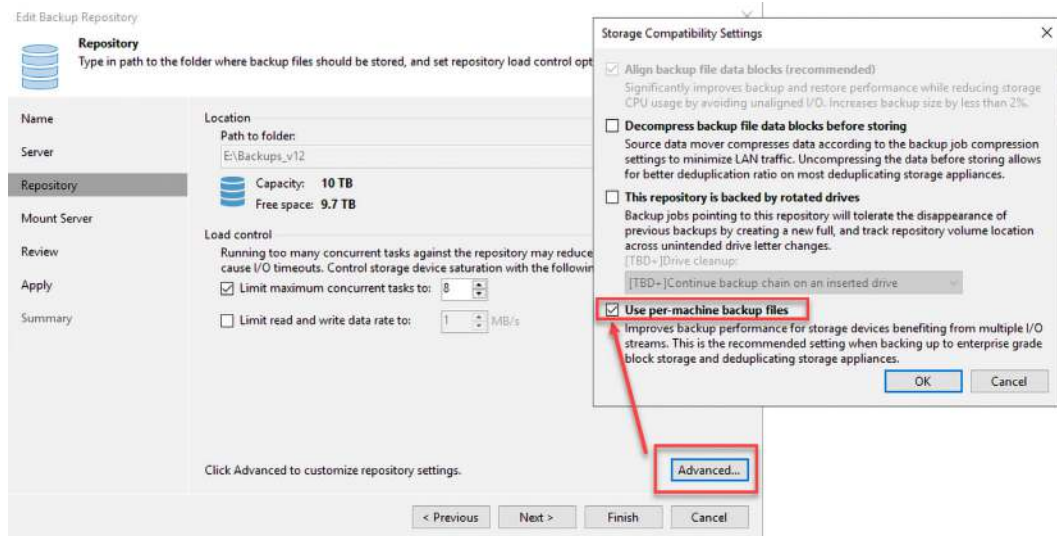 Edit Backup Repository
Repository
Type in path to the folder where backup files should be stored, and set repository load control opt
Name
Server
Repository
Mount Server
Review
Apply
Summary
Location
Path to folder:
E:\Backups_v12
Capacity: 10 TB
Free space: 9.7 TB
Load control
Running too many concurrent tasks against the repository may reduce
cause I/O timeouts. Control storage device saturation with the followin
Limit maximum concurrent tasks to: 8
Limit read and write data rate to: 1 MB/s
Click Advanced to customize repository settings.
Advanced...
< Previous
Next >
Finish
Cancel
Storage Compatibility Settings
Align backup file data blocks (recommended)
Significantly improves backup and restore performance while reducing storage
CPU usage by avoiding unaligned I/O. Increases backup size by less than 2%.
Decompress backup file data blocks before storing
Source data mover compresses data according to the backup job compression
settings to minimize LAN traffic. Uncompressing the data before storing allows
for better deduplication ratio on most deduplicating storage appliances.
This repository is backed by rotated drives
Backup jobs pointing to this repository will tolerate the disappearance of
previous backups by creating a new full, and track repository volume location
across unintended drive letter changes.
[TBD+]Drive cleanup:
[TBD+]Continue backup chain on an inserted drive
Use per-machine backup files
Improves backup performance for storage devices benefiting from multiple I/O
streams. This is the recommended setting when backing up to enterprise grade
block storage and deduplicating storage appliances.
OK
Cancel